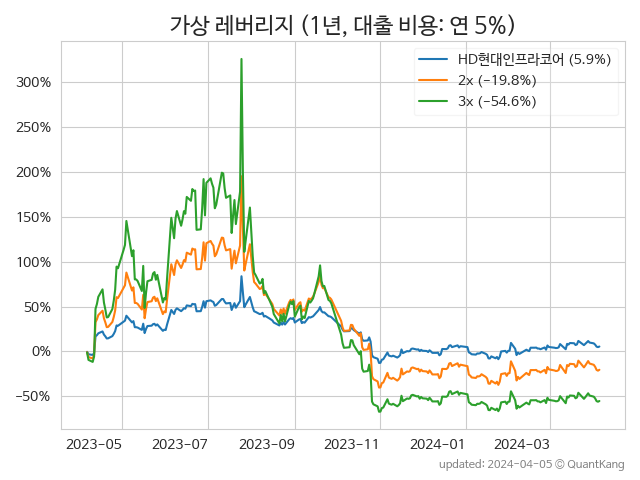 가상 레버리지 (1년, 대출 비용: 연 5%)
HD현대인프라코어 (5.9%)
2x (−19.8%)
3x (−54.6%)
300%
250%
200%
150%
100%
50%
0%
−50%
2023-05 2023-07 2023-09 2023-11 2024-01 2024-03
updated: 2024-04-05 © QuantKang